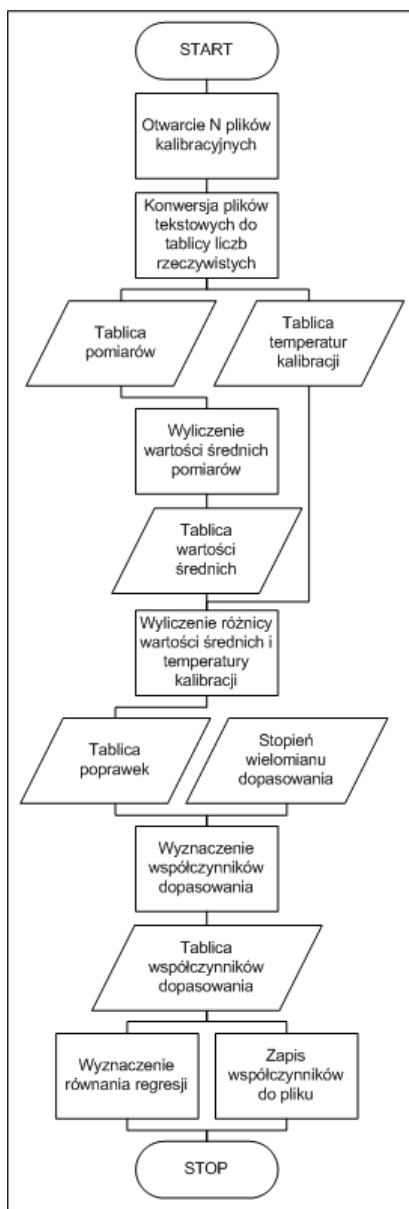 START
Otwarcie N plików
kalibracyjnych
Konwersja plików
tekstowych do
tablicy liczb
rzeczywistych
Tablica
pomiarów
Tablica
temperatur
kalibracji
Wyliczenie
wartości średnich
pomiarów
Tablica
wartości
średnich
Wyliczenie różnicy
wartości średnich i
temperatury
kalibracji
Tablica
poprawek
Stopień
wielomianu
dopasowania
Wyznaczenie
współczynników
dopasowania
Tablica
współczynników
dopasowania
Wyznaczenie
równania regresji
Zapis
współczynników
do pliku
STOP